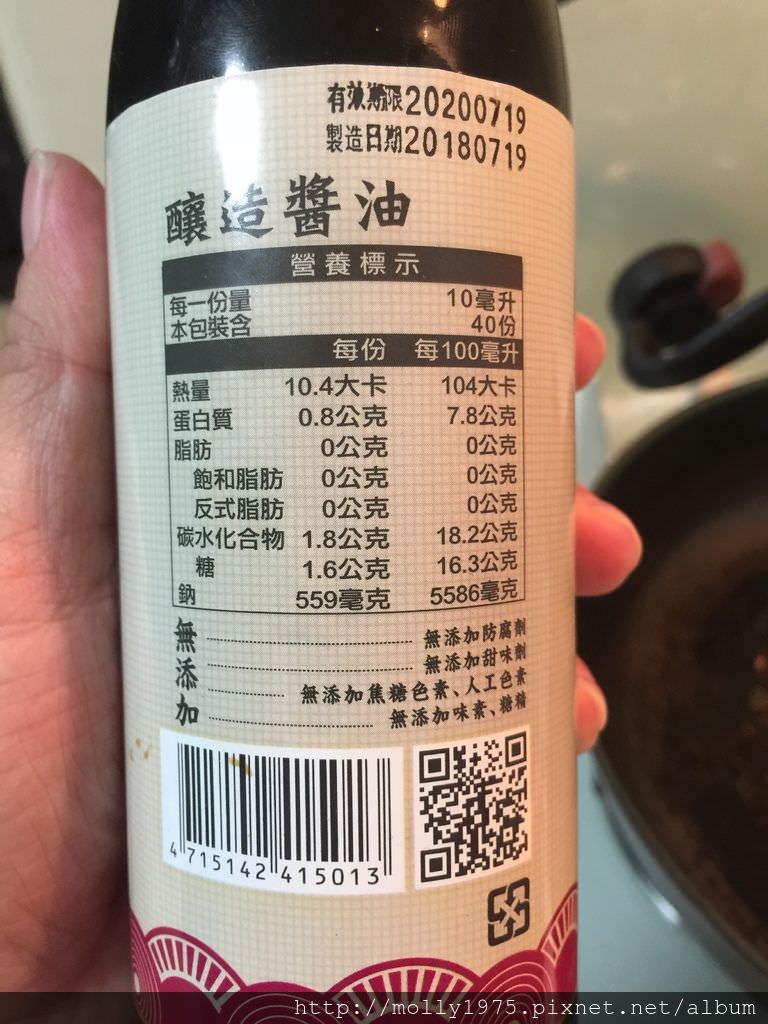 有效期限20200719
製造日期20180719
釀造醬油
營養標示
每一份量 10毫升
本包裝含 40份
每份 每100毫升
熱量 10.4大卡 104大卡
蛋白質 0.8公克 7.8公克
脂肪 0公克 0公克
飽和脂肪 0公克 0公克
反式脂肪 0公克 0公克
碳水化合物 1.8公克 18.2公克
糖 1.6公克 16.3公克
鈉 559毫克 5586毫克
無添加
無添加防腐劑
無添加甜味劑
無添加焦糖色素、人工色素
無添加味素、糖精
4 715142 415013
http://molly1975.pixnet.net/album